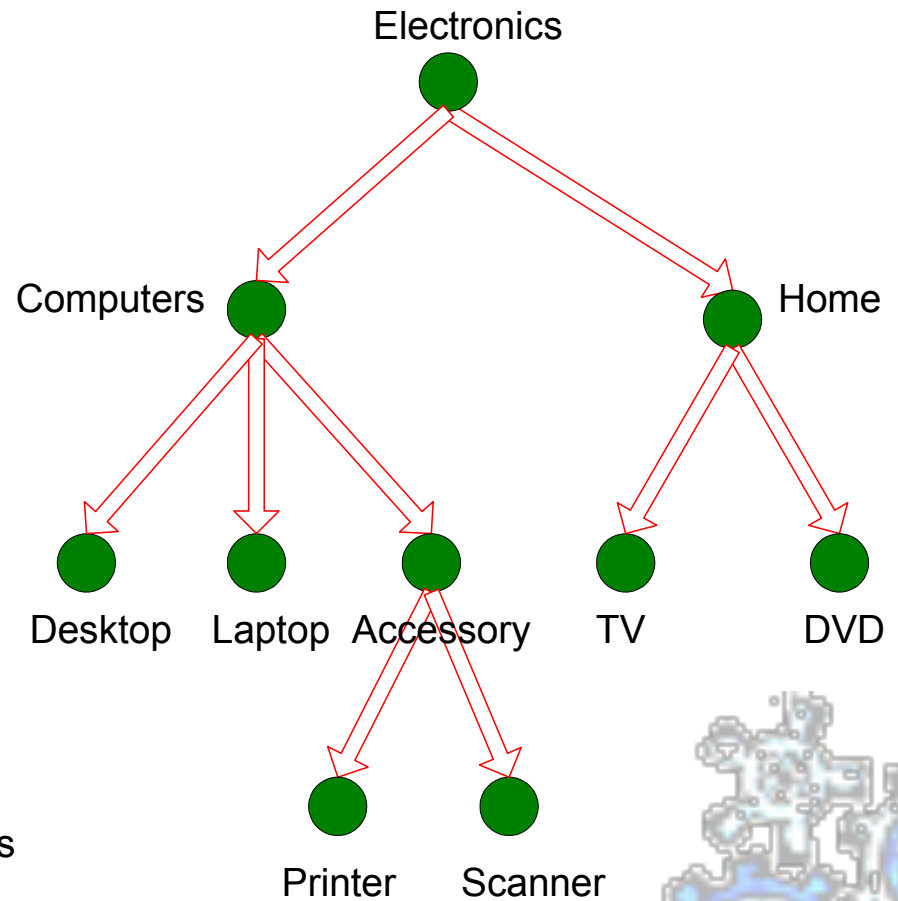 Electronics
Computers
Home
Desktop
Laptop
Accessory
TV
DVD
s
Printer
Scanner